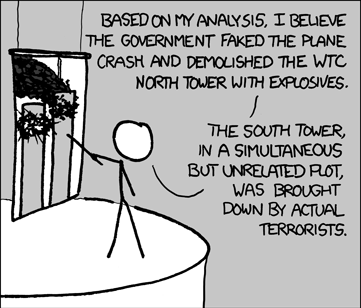 BASED ON MY ANALYSIS, I BELIEVE
THE GOVERNMENT FAKED THE PLANE
CRASH AND DEMOLISHED THE WTC
NORTH TOWER WITH EXPLOSIVES.
THE SOUTH TOWER,
IN A SIMULTANEOUS
BUT UNRELATED PLOT,
WAS BROUGHT
DOWN BY ACTUAL
TERRORISTS.